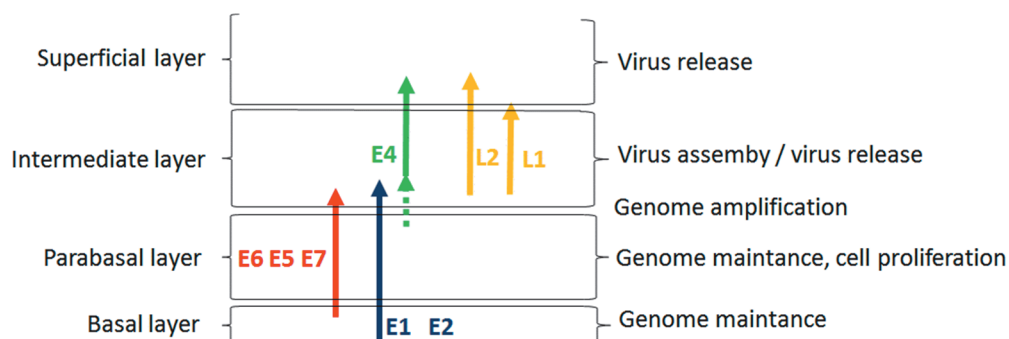 Superficial layer
Virus release
Intermediate layer
E4
L2
L1
Virus assemby / virus release
Genome amplification
Parabasal layer
E6 E5 E7
Genome maintance, cell proliferation
Basal layer
E1 E2
Genome maintance